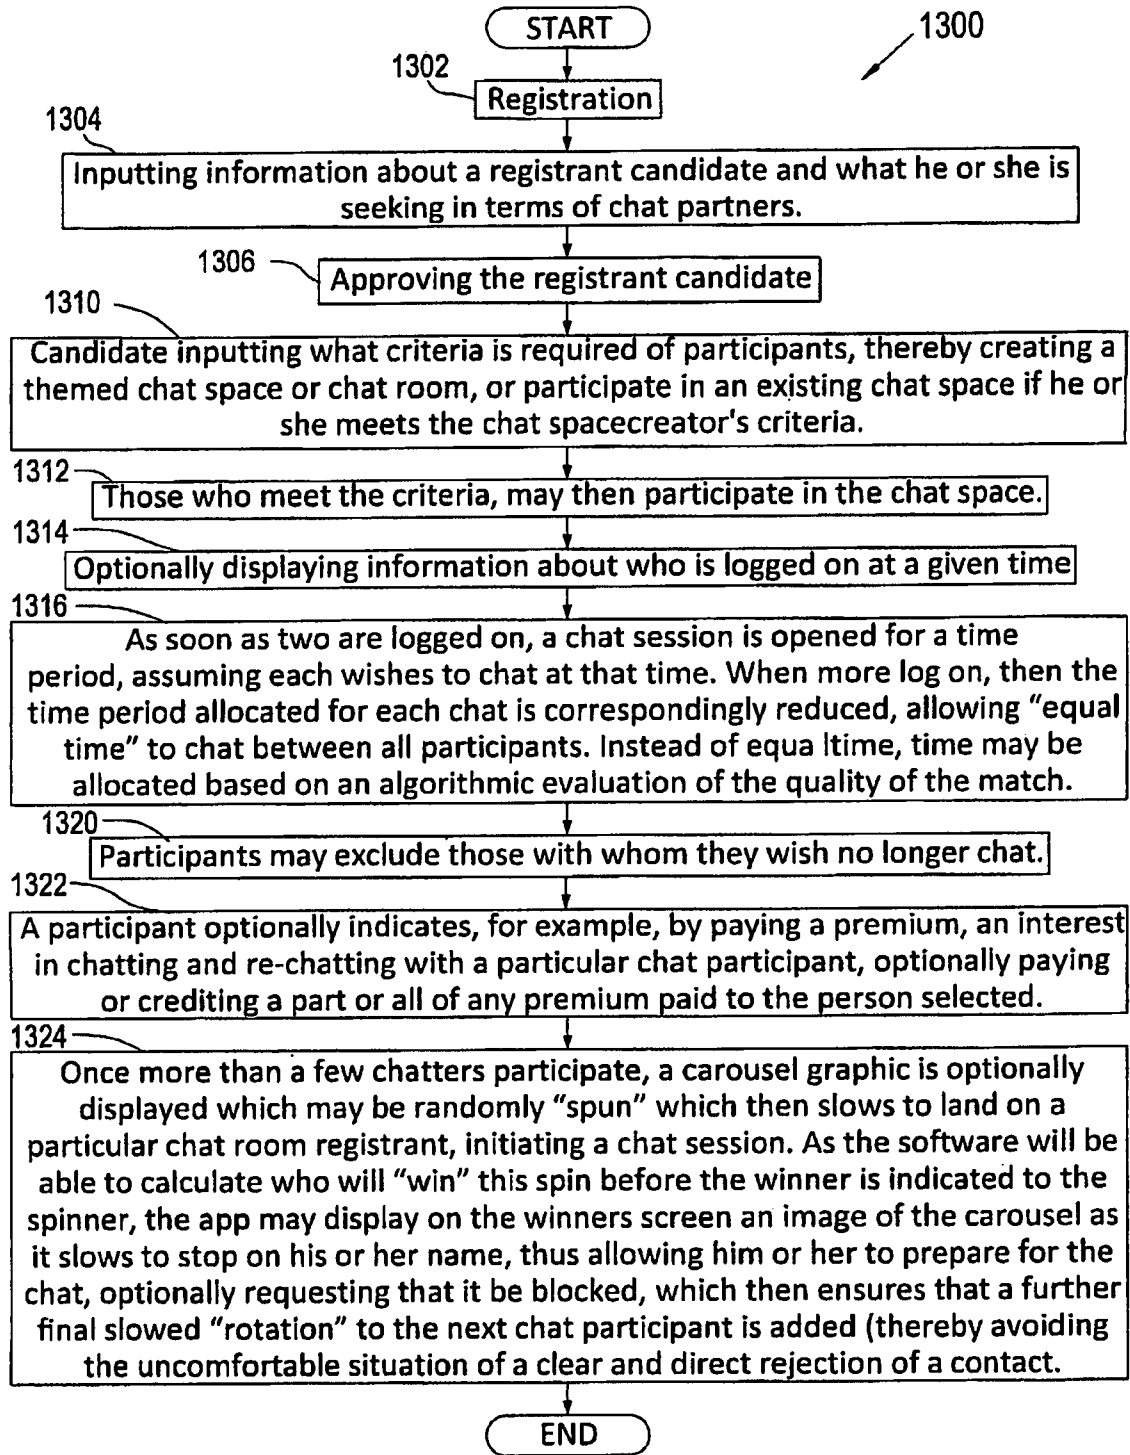 START
1300
1302
Registration
1304
Inputting information about a registrant candidate and what he or she is
seeking in terms of chat partners.
1306
Approving the registrant candidate
1310
Candidate inputting what criteria is required of participants, thereby creating a
themed chat space or chat room, or participate in an existing chat space if he or
she meets the chat spacecreator's criteria.
1312
Those who meet the criteria, may then participate in the chat space.
1314
Optionally displaying information about who is logged on at a given time
1316
As soon as two are logged on, a chat session is opened for a time
period, assuming each wishes to chat at that time. When more log on, then the
time period allocated for each chat is correspondingly reduced, allowing “equal
time” to chat between all participants. Instead of equa ltime, time may be
allocated based on an algorithmic evaluation of the quality of the match.
1320
Participants may exclude those with whom they wish no longer chat.
1322
A participant optionally indicates, for example, by paying a premium, an interest
in chatting and re-chatting with a particular chat participant, optionally paying
or crediting a part or all of any premium paid to the person selected.
1324
Once more than a few chatters participate, a carousel graphic is optionally
displayed which may be randomly “spun” which then slows to land on a
particular chat room registrant, initiating a chat session. As the software will be
able to calculate who will “win” this spin before the winner is indicated to the
spinner, the app may display on the winners screen an image of the carousel as
it slows to stop on his or her name, thus allowing him or her to prepare for the
chat, optionally requesting that it be blocked, which then ensures that a further
final slowed “rotation” to the next chat participant is added (thereby avoiding
the uncomfortable situation of a clear and direct rejection of a contact.
END